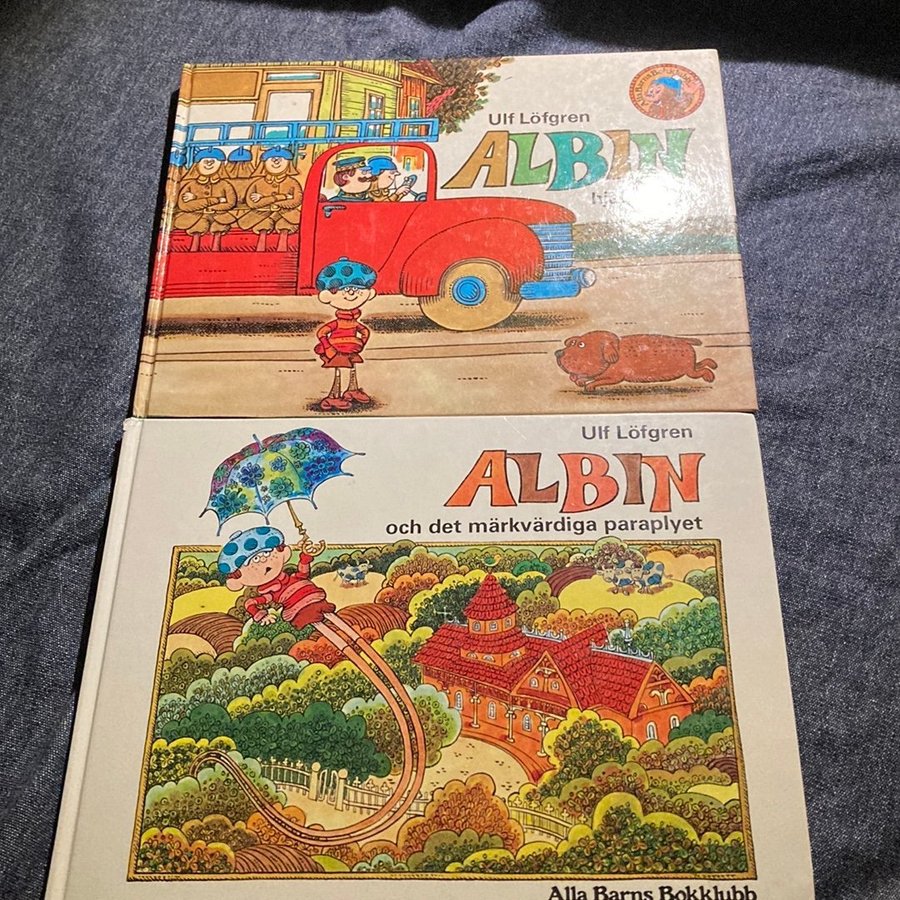 Ulf Löfgren
ALBIN
Ulf Löfgren
ALBIN
och det märkvärdiga paraplyet
Alla Barns Bokklubb